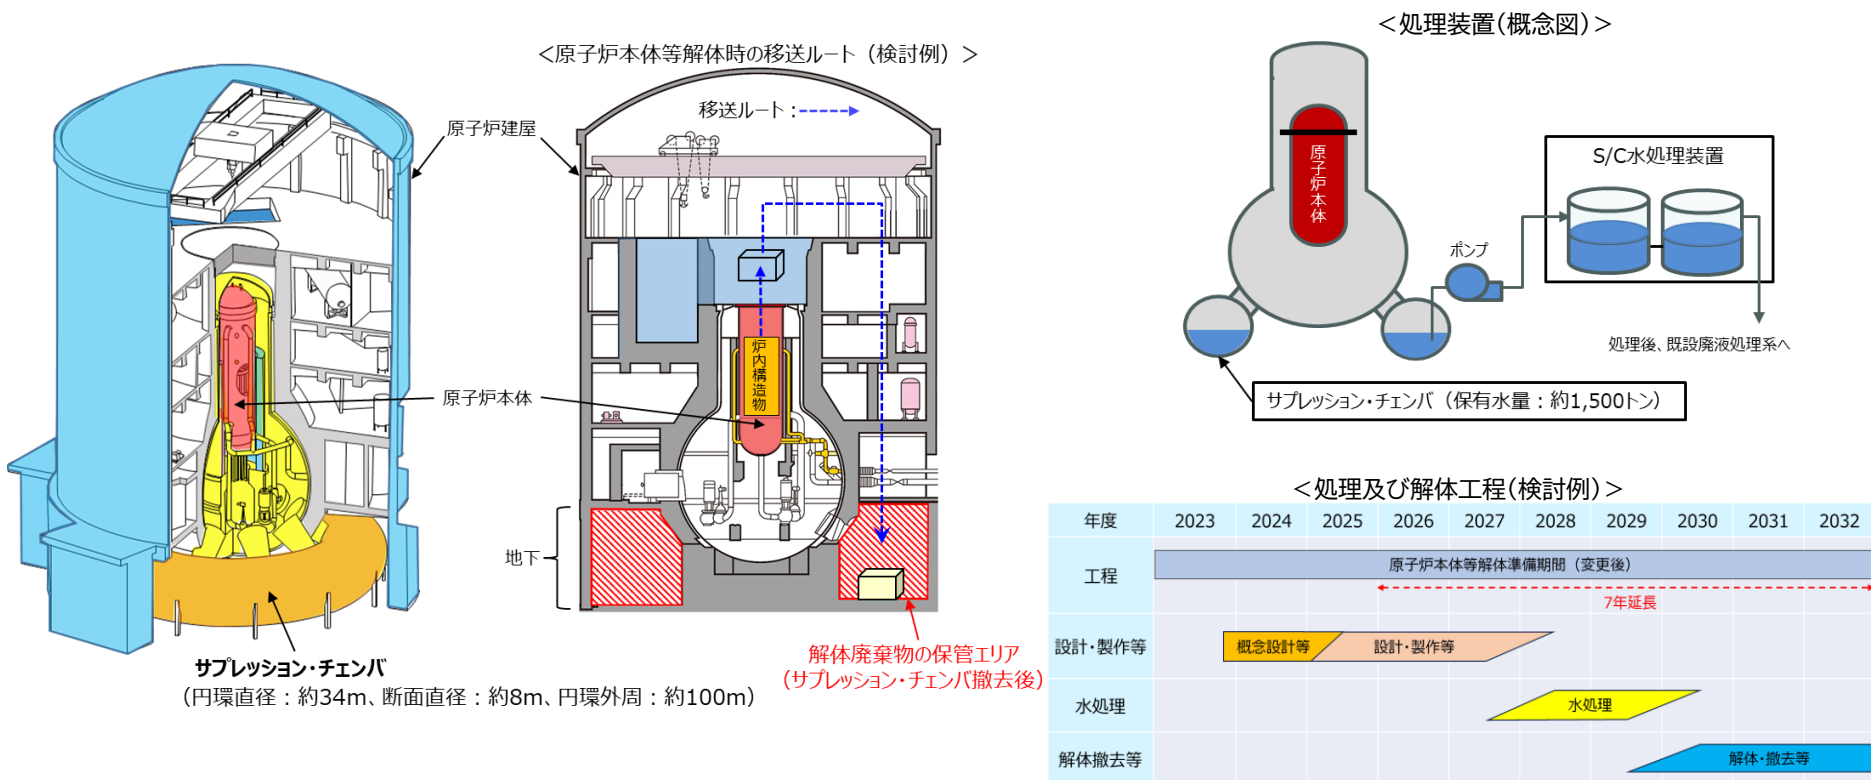 <原子炉本体等解体時の移送ルート（検討例）>
移送ルート：
原子炉建屋
炉内構造物
原子炉本体
地下
サプレッション・チェンバ
（円環直径：約34m、断面直径：約8m、円環外周：約100m）
解体廃棄物の保管エリア
（サプレッション・チェンバ撤去後）
<処理装置（概念図）>
原子炉本体
S/C水処理装置
ポンプ
処理後、既設廃液処理系へ
サプレッション・チェンバ（保有水量：約1,500トン）
<処理及び解体工程（検討例）>
年度 2023 2024 2025 2026 2027 2028 2029 2030 2031 2032
工程 原子炉本体等解体準備期間（変更後）
7年延長
設計・製作等 概念設計等 設計・製作等
水処理 水処理
解体撤去等 解体・撤去等